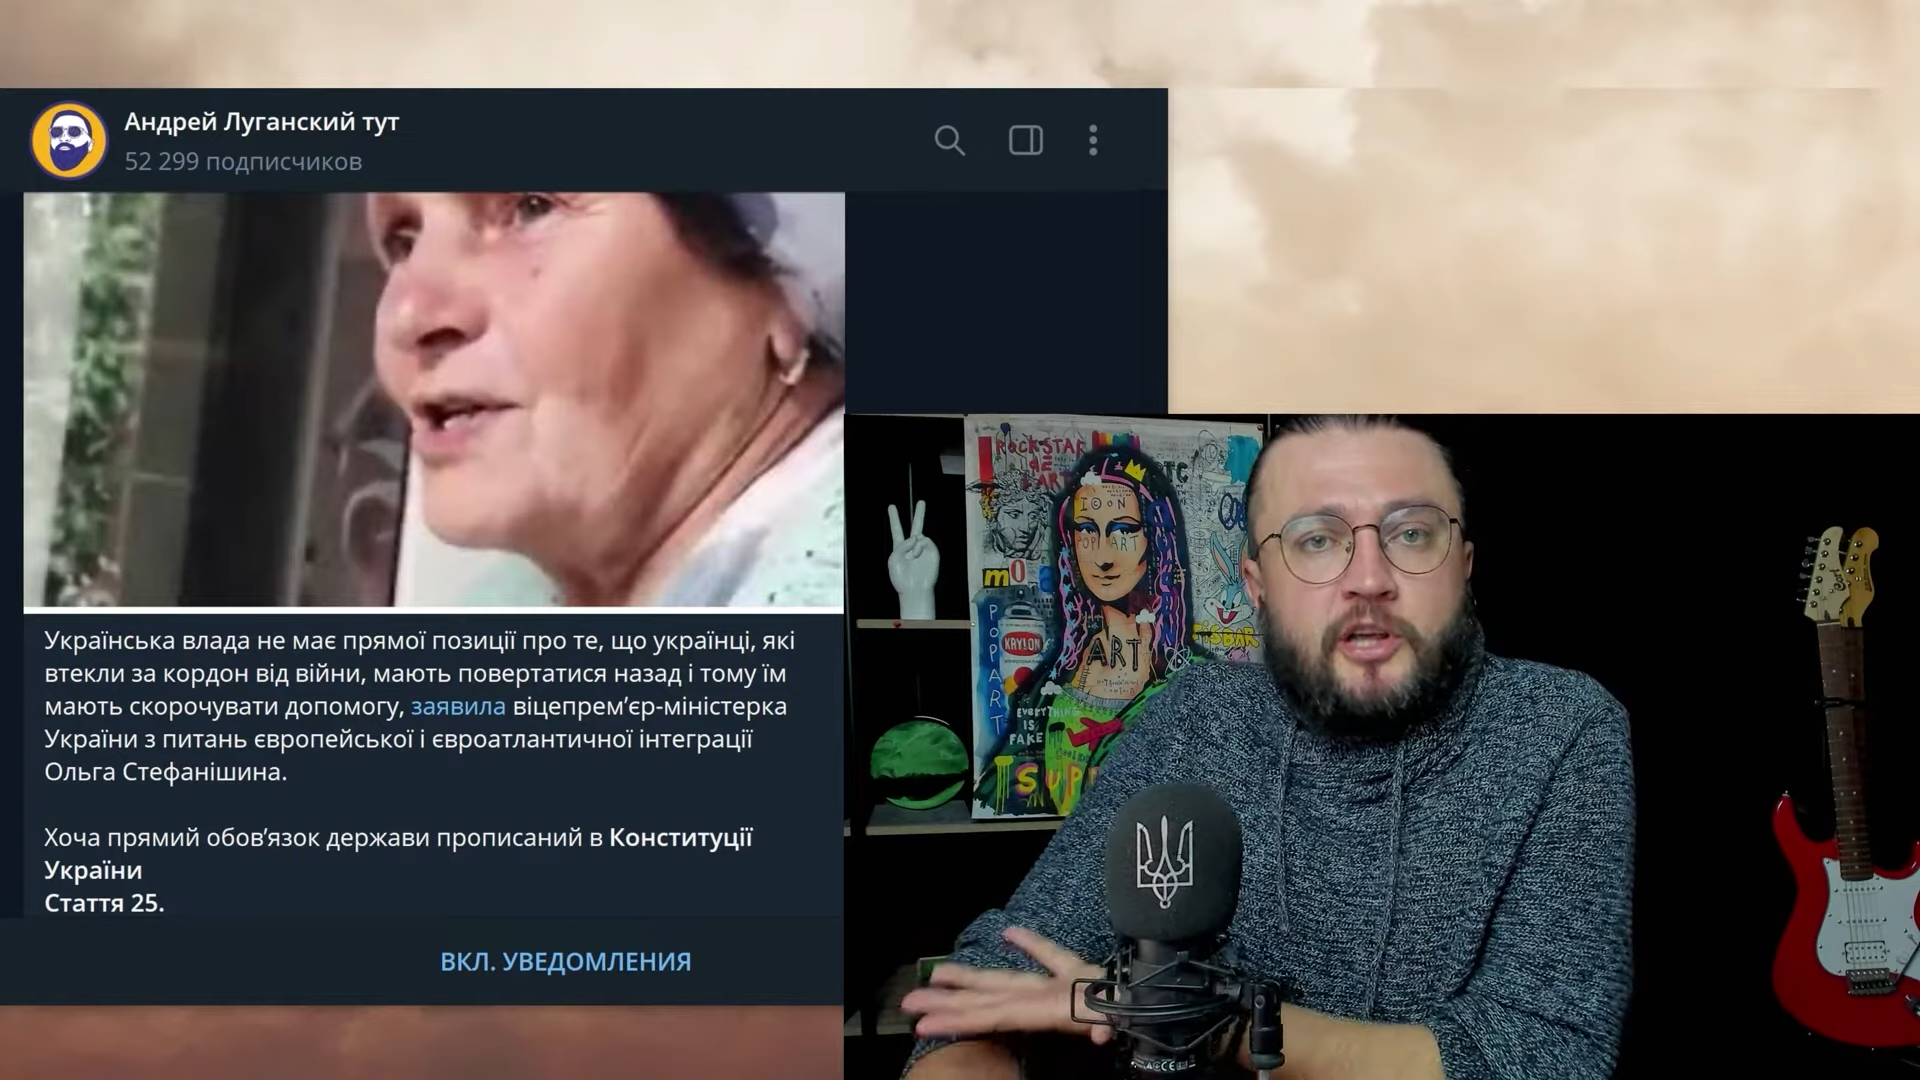 Андрей Луганский тут
52 299 подписчиков
Українська влада не має прямої позиції про те, що українці, які
втекли за кордон від війни, мають повертатися назад і тому їм
мають скорочувати допомогу, заявила віцепрем’єр-міністерка
України з питань європейської і євроатлантичної інтеграції
Ольга Стефанішина.
Хоча прямий обов’язок держави прописаний в Конституції
України
Стаття 25.
ВКЛ. УВЕДОМЛЕНИЯ
ROCKSTAR
ICON
POP ART
KRYLON
POP ART
ART
EVERYTHING
IS
FAKE
Cort